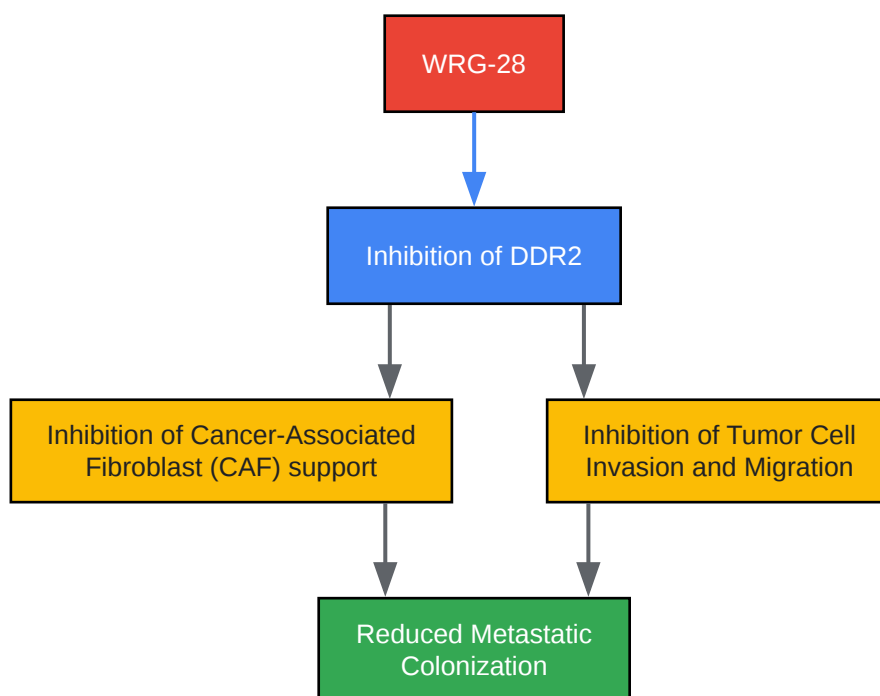 WRG-28
Inhibition of DDR2
Inhibition of Cancer-Associated
Fibroblast (CAF) support
Inhibition of Tumor Cell
Invasion and Migration
Reduced Metastatic
Colonization